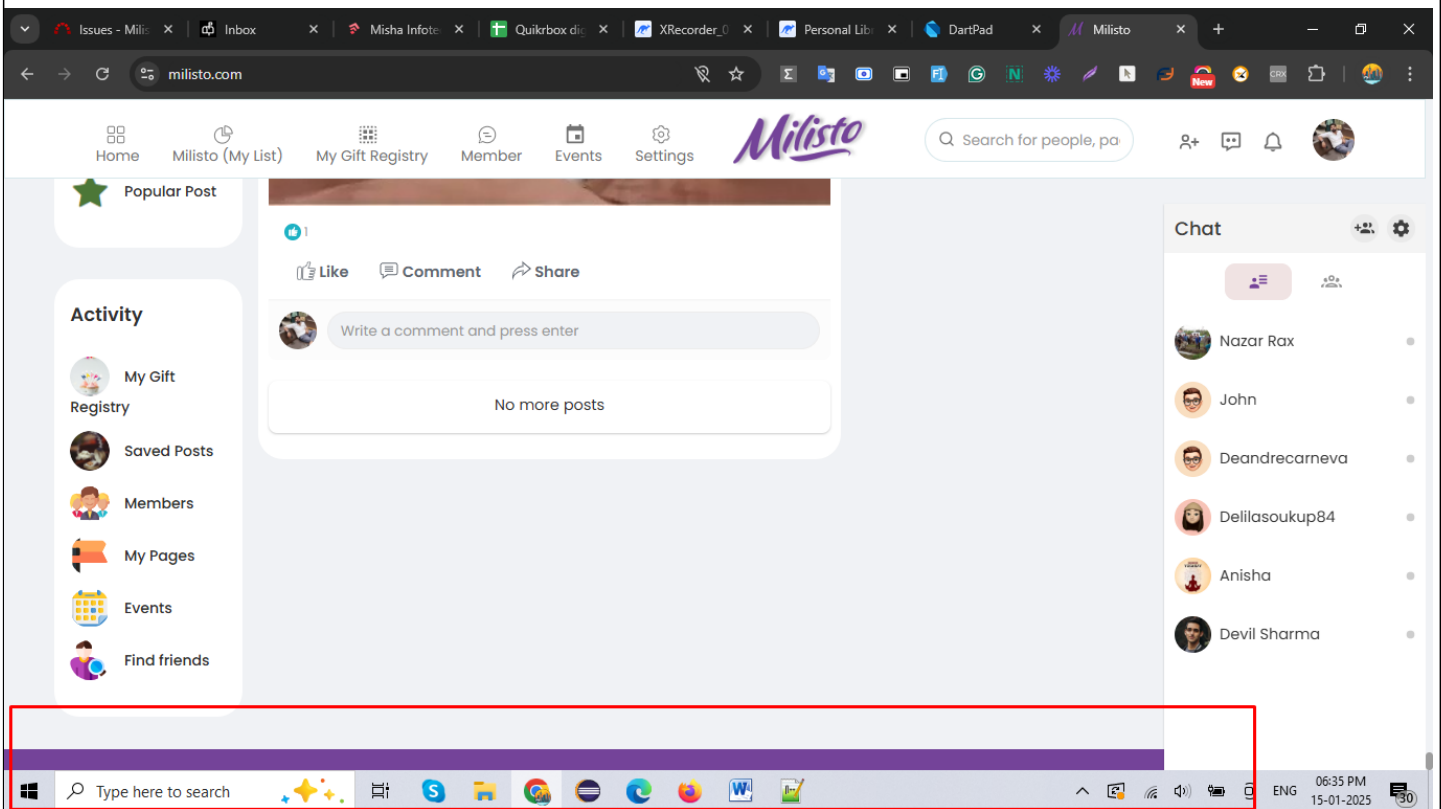 Issues - Milis
Inbox
Misha Infote
Quikrbox dig
XRecorder_0
Personal Libr
DartPad
Milisto
milisto.com
New
CRX
Home
Milisto (My List)
My Gift Registry
Member
Events
Settings
Milisto
Search for people, pa
Popular Post
1
Like
Comment
Share
Write a comment and press enter
No more posts
Activity
My Gift
Registry
Saved Posts
Members
My Pages
Events
Find friends
Chat
Nazar Rax
John
Deandrecarneva
Delilasoukup84
Anisha
Devil Sharma
Type here to search
ENG
06:35 PM
15-01-2025
30